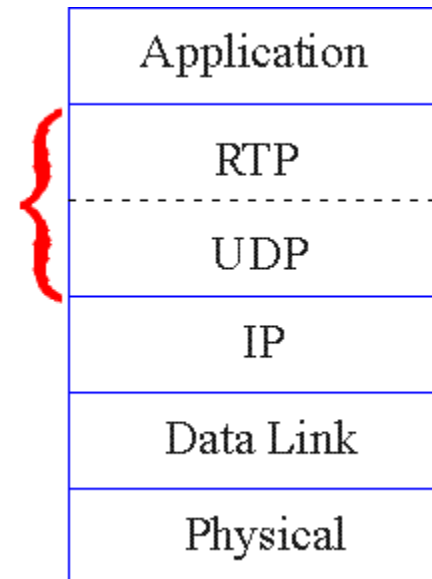 Application
RTP
UDP
IP
Data Link
Physical